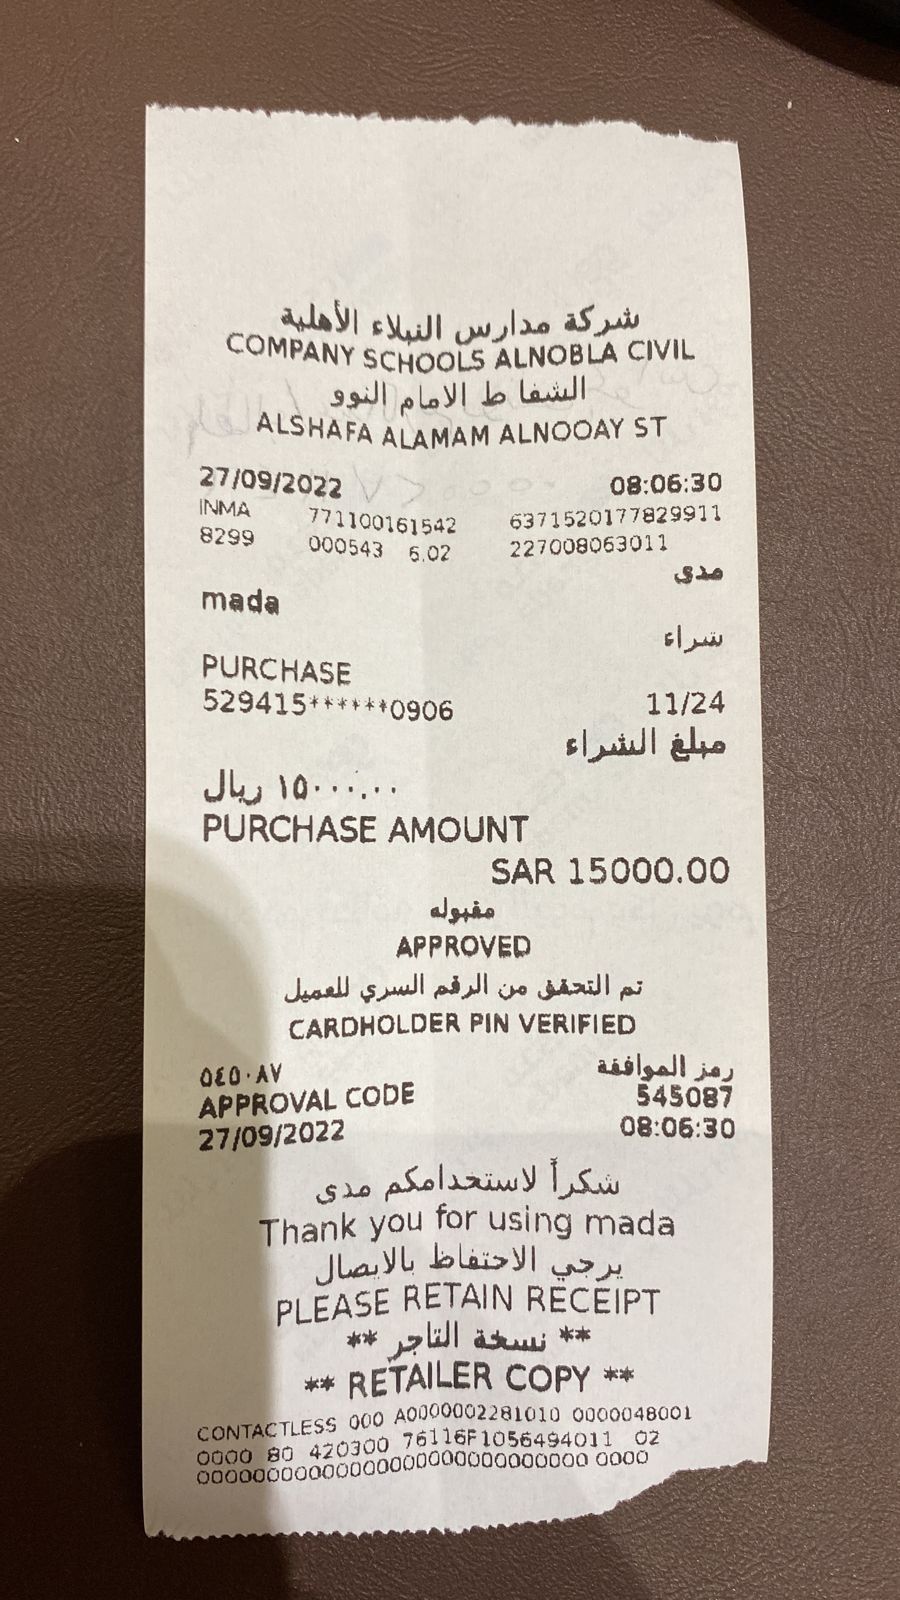 شركة مدارس النبلاء الأهلية
COMPANY SCHOOLS ALNOBLA CIVIL
الشفا ط الامام النوو
ALSHAFA ALAMAM ALNOOAY ST
27/09/2022 08:06:30
INMA 771100161542 6371520177829911
8299 000543 6.02 227008063011
مدى
mada
شراء
PURCHASE
529415******0906 11/24
مبلغ الشراء
١٥٠٠٠.٠٠ ريال
PURCHASE AMOUNT
SAR 15000.00
مقبوله
APPROVED
تم التحقق من الرقم السري للعميل
CARDHOLDER PIN VERIFIED
رمز الموافقة ٥٤٥٠٨٧
APPROVAL CODE 545087
27/09/2022 08:06:30
شكراً لاستخدامكم مدى
Thank you for using mada
يرجي الاحتفاظ بالايصال
PLEASE RETAIN RECEIPT
** نسخة التاجر **
** RETAILER COPY **
CONTACTLESS 000 A0000002281010 0000048001
0000 80 420300 76116F1056494011 02
0000000000000000000000000000 0000